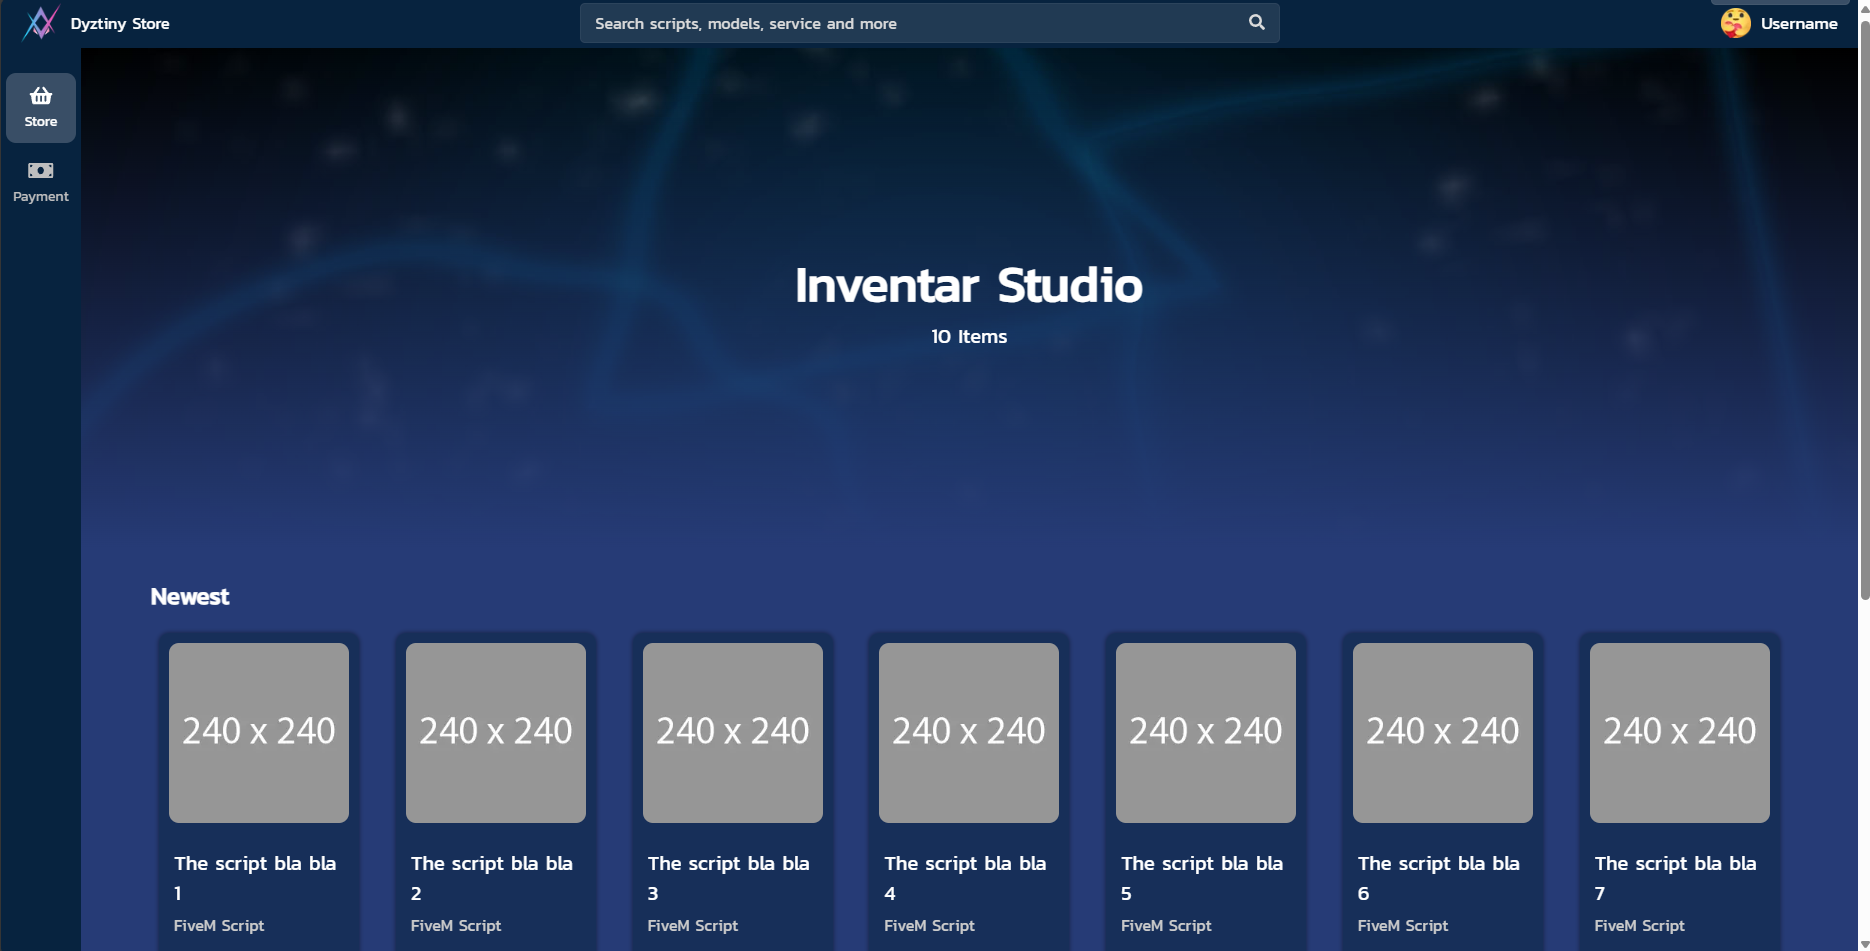 Dyztiny Store
Search scripts, models, service and more
Username
Store
Payment
Inventar Studio
10 Items
Newest
240 x 240
240 x 240
240 x 240
240 x 240
240 x 240
240 x 240
240 x 240
The script bla bla
1
FiveM Script
The script bla bla
2
FiveM Script
The script bla bla
3
FiveM Script
The script bla bla
4
FiveM Script
The script bla bla
5
FiveM Script
The script bla bla
6
FiveM Script
The script bla bla
7
FiveM Script